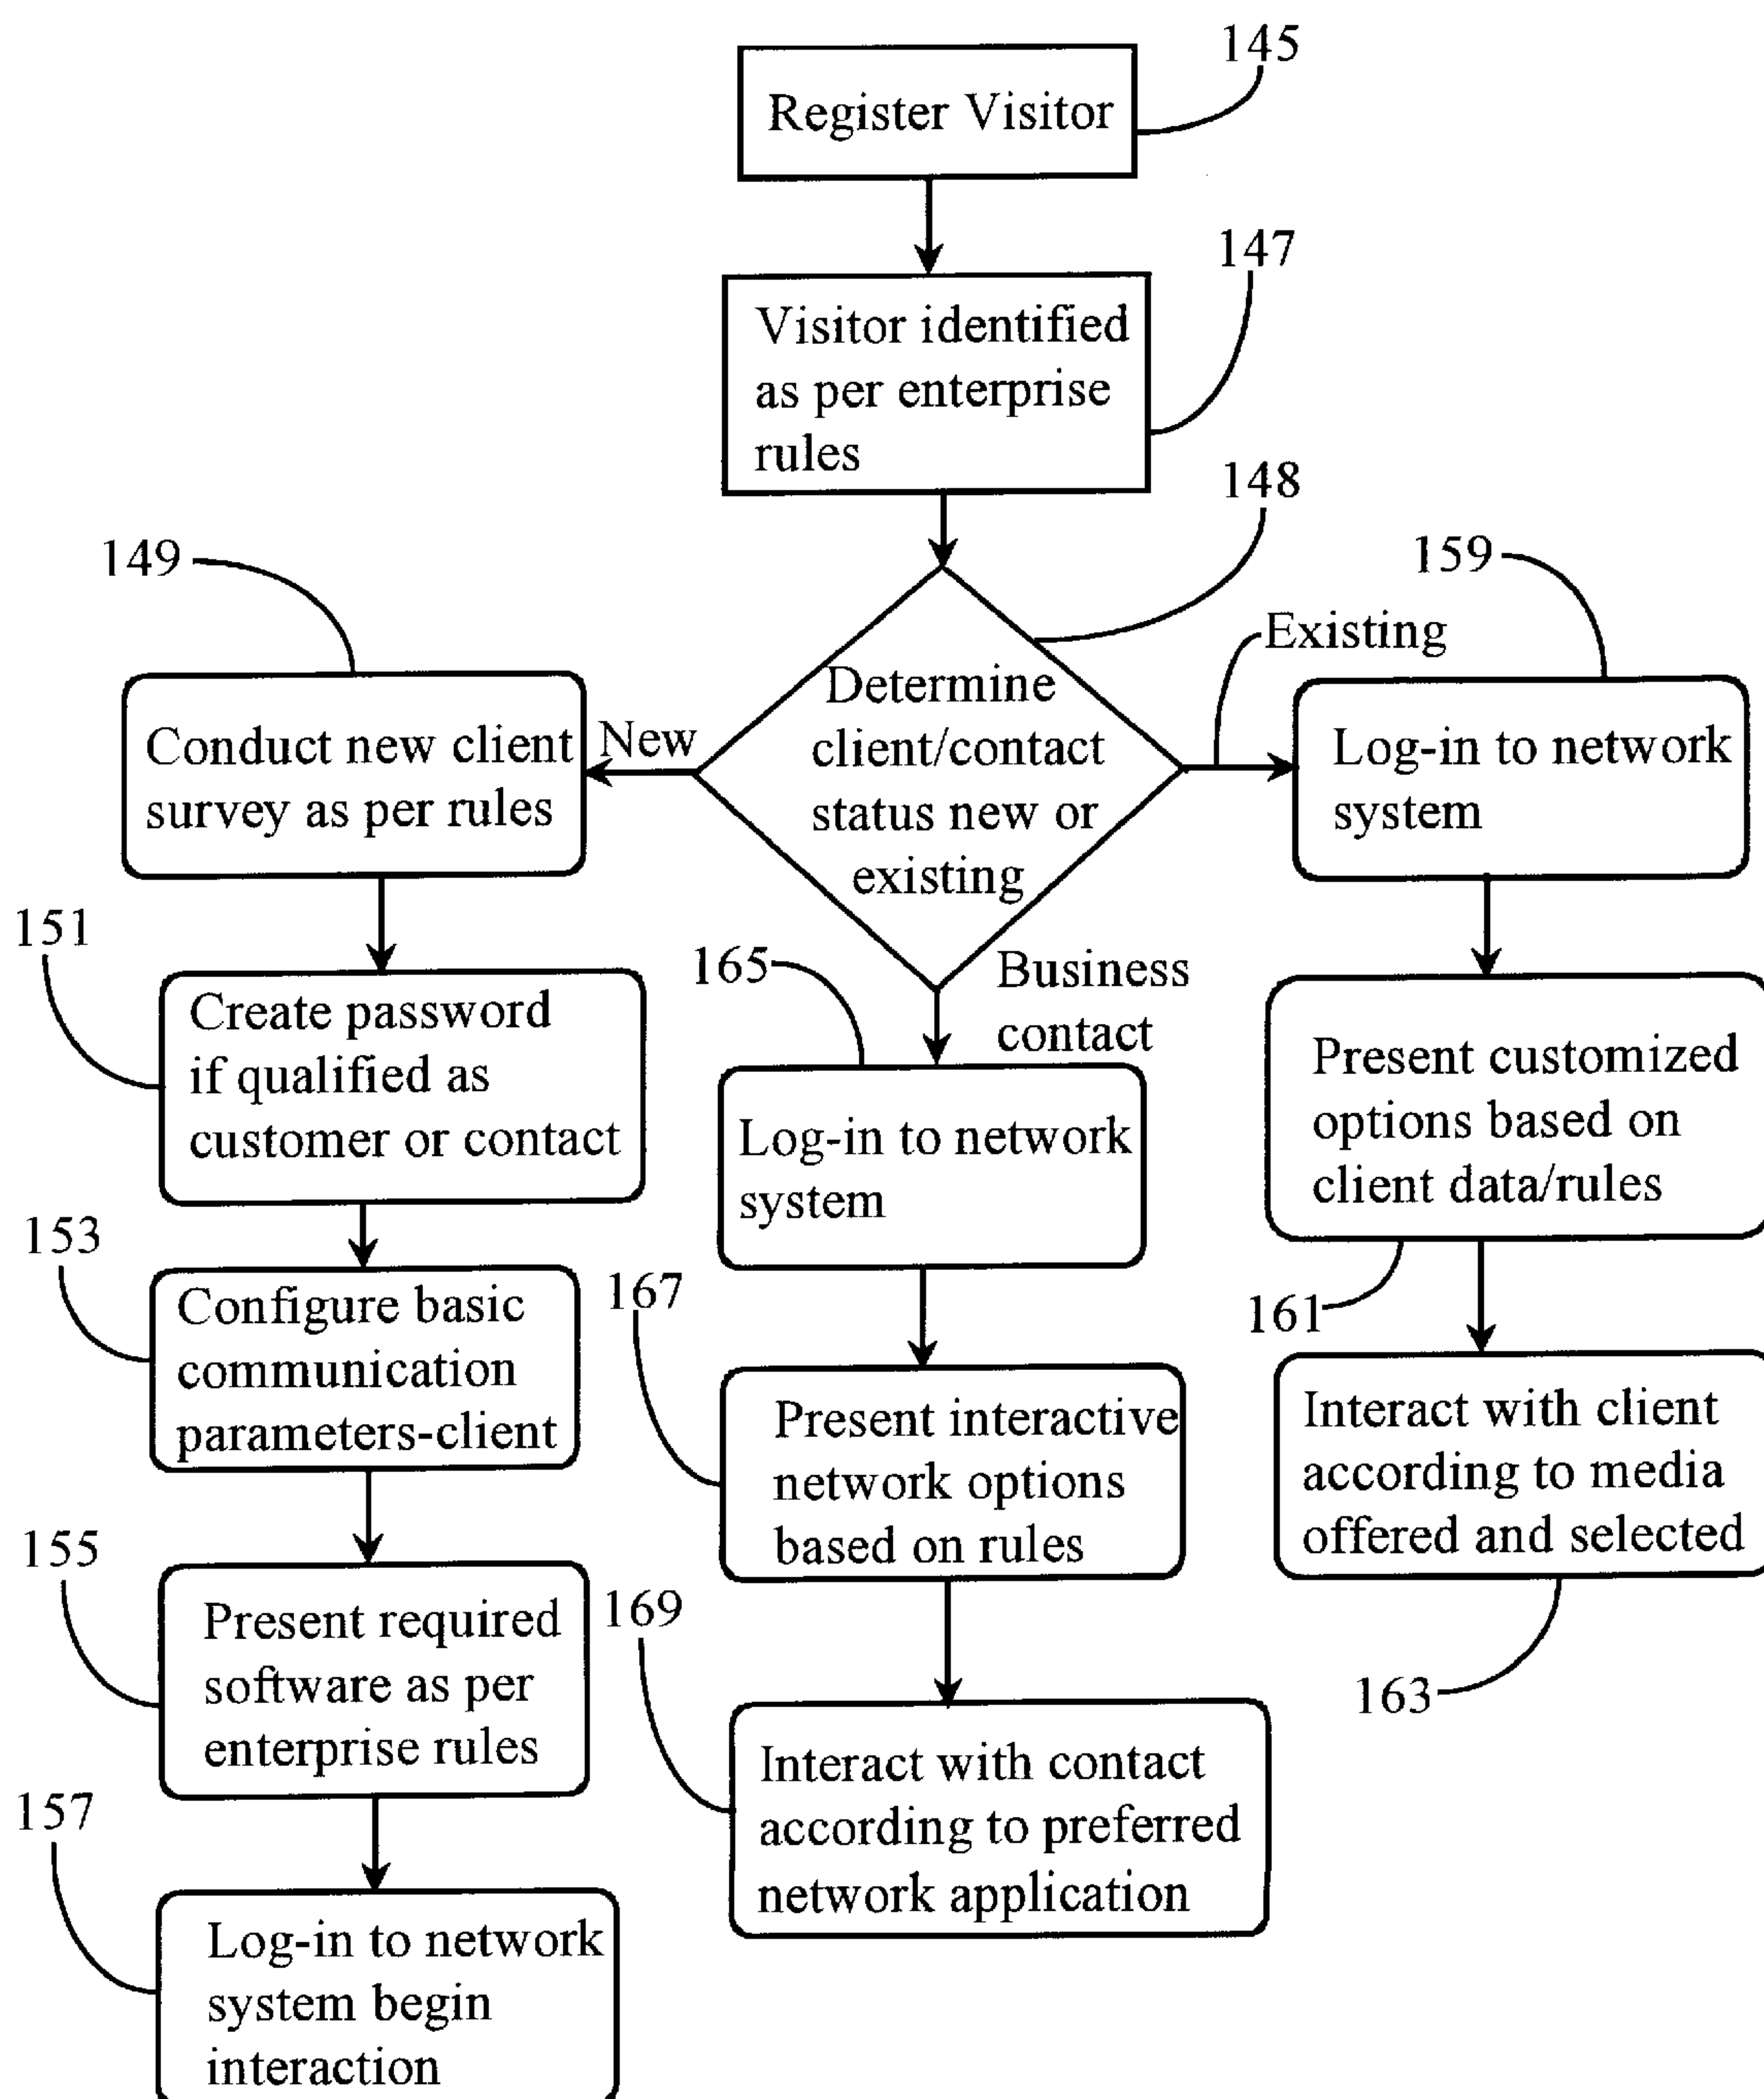 145
Register Visitor
147
Visitor identified
as per enterprise
rules
148
149
159
Existing
New
Determine
client/contact
status new or
existing
Business
contact
Conduct new client
survey as per rules
151
Create password
if qualified as
customer or contact
153
Configure basic
communication
parameters-client
155
Present required
software as per
enterprise rules
157
Log-in to network
system begin
interaction
165
Log-in to network
system
167
Present interactive
network options
based on rules
169
Interact with contact
according to preferred
network application
Log-in to network
system
Present customized
options based on
client data/rules
161
Interact with client
according to media
offered and selected
163